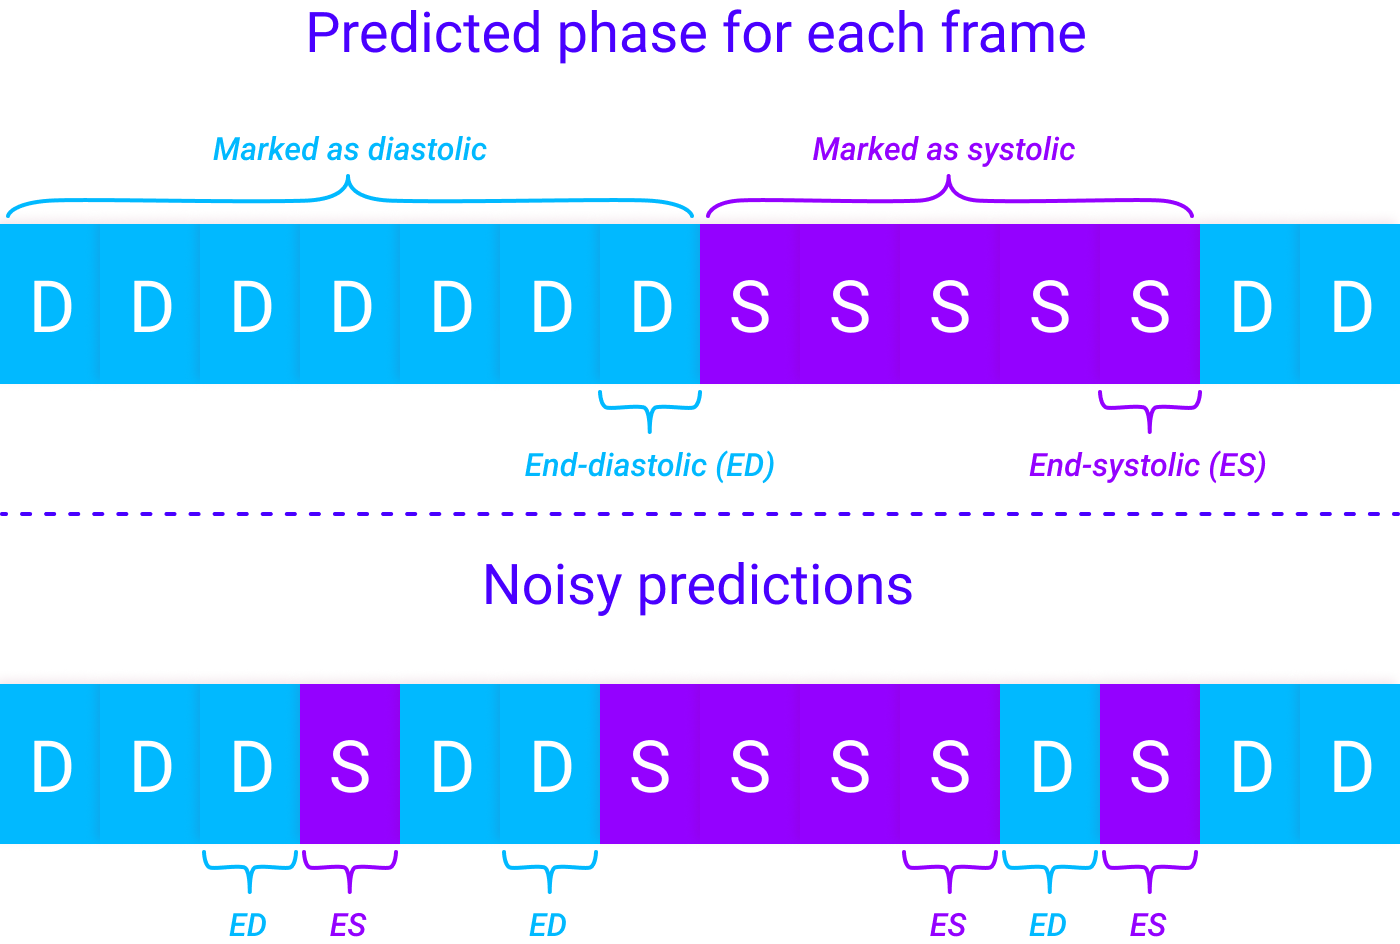 Predicted phase for each frame
Marked as diastolic Marked as systolic
D D D D D D D S S S S S D D
End-diastolic (ED) End-systolic (ES)
Noisy predictions
D D D S D D S S S S D S D D
ED ES ED ES ED ES